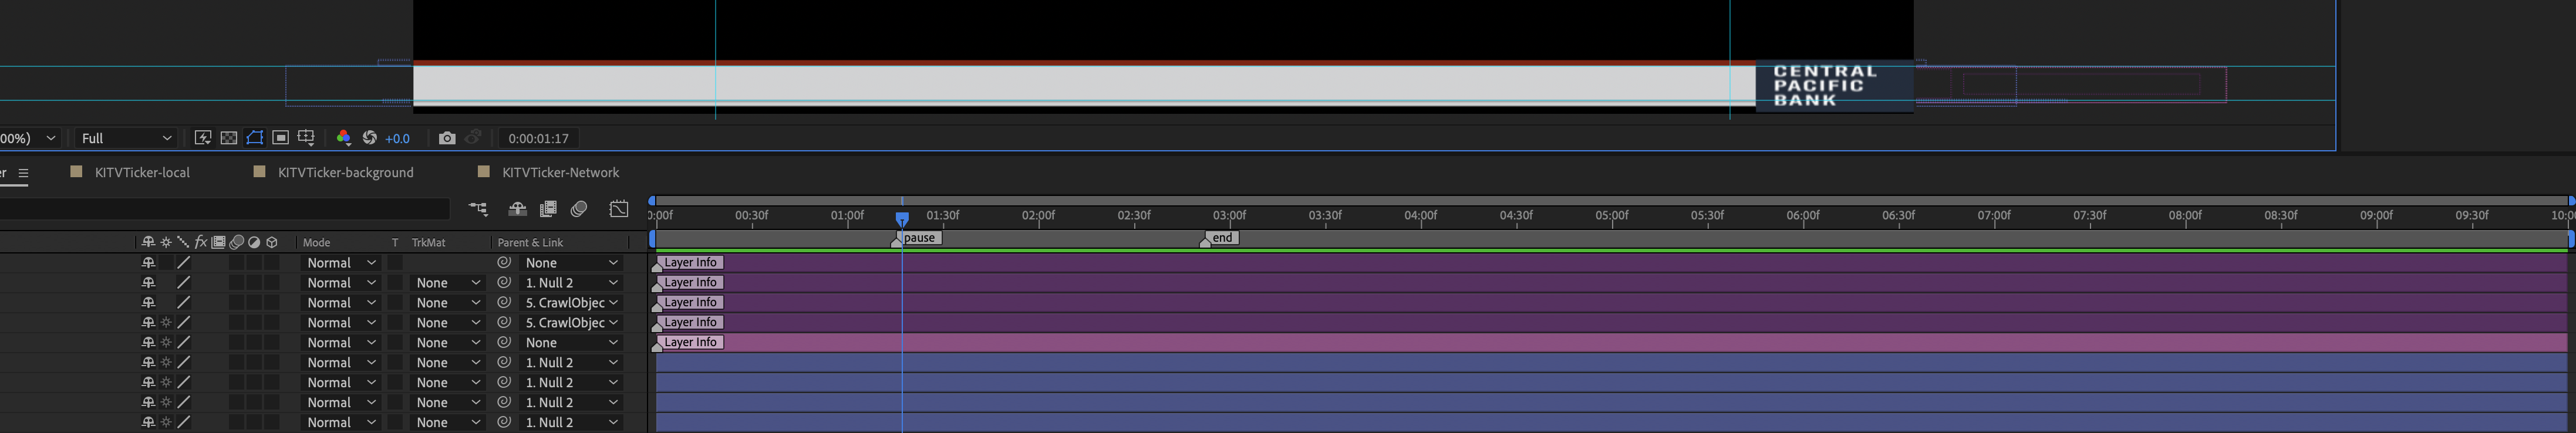 CENTRAL
PACIFIC
BANK
00%) Full +0.0 0:00:01:17
er KITVTicker-local KITVTicker-background KITVTicker-Network
0:00f 00:30f 01:00f 01:30f 02:00f 02:30f 03:00f 03:30f 04:00f 04:30f 05:00f 05:30f 06:00f 06:30f 07:00f 07:30f 08:00f 08:30f 09:00f 09:30f 10:00
fx Mode T TrkMat Parent & Link pause end
Normal None Layer Info
Normal None 1. Null 2 Layer Info
Normal None 5. CrawlObjec Layer Info
Normal None 5. CrawlObjec Layer Info
Normal None None Layer Info
Normal None 1. Null 2
Normal None 1. Null 2
Normal None 1. Null 2
Normal None 1. Null 2